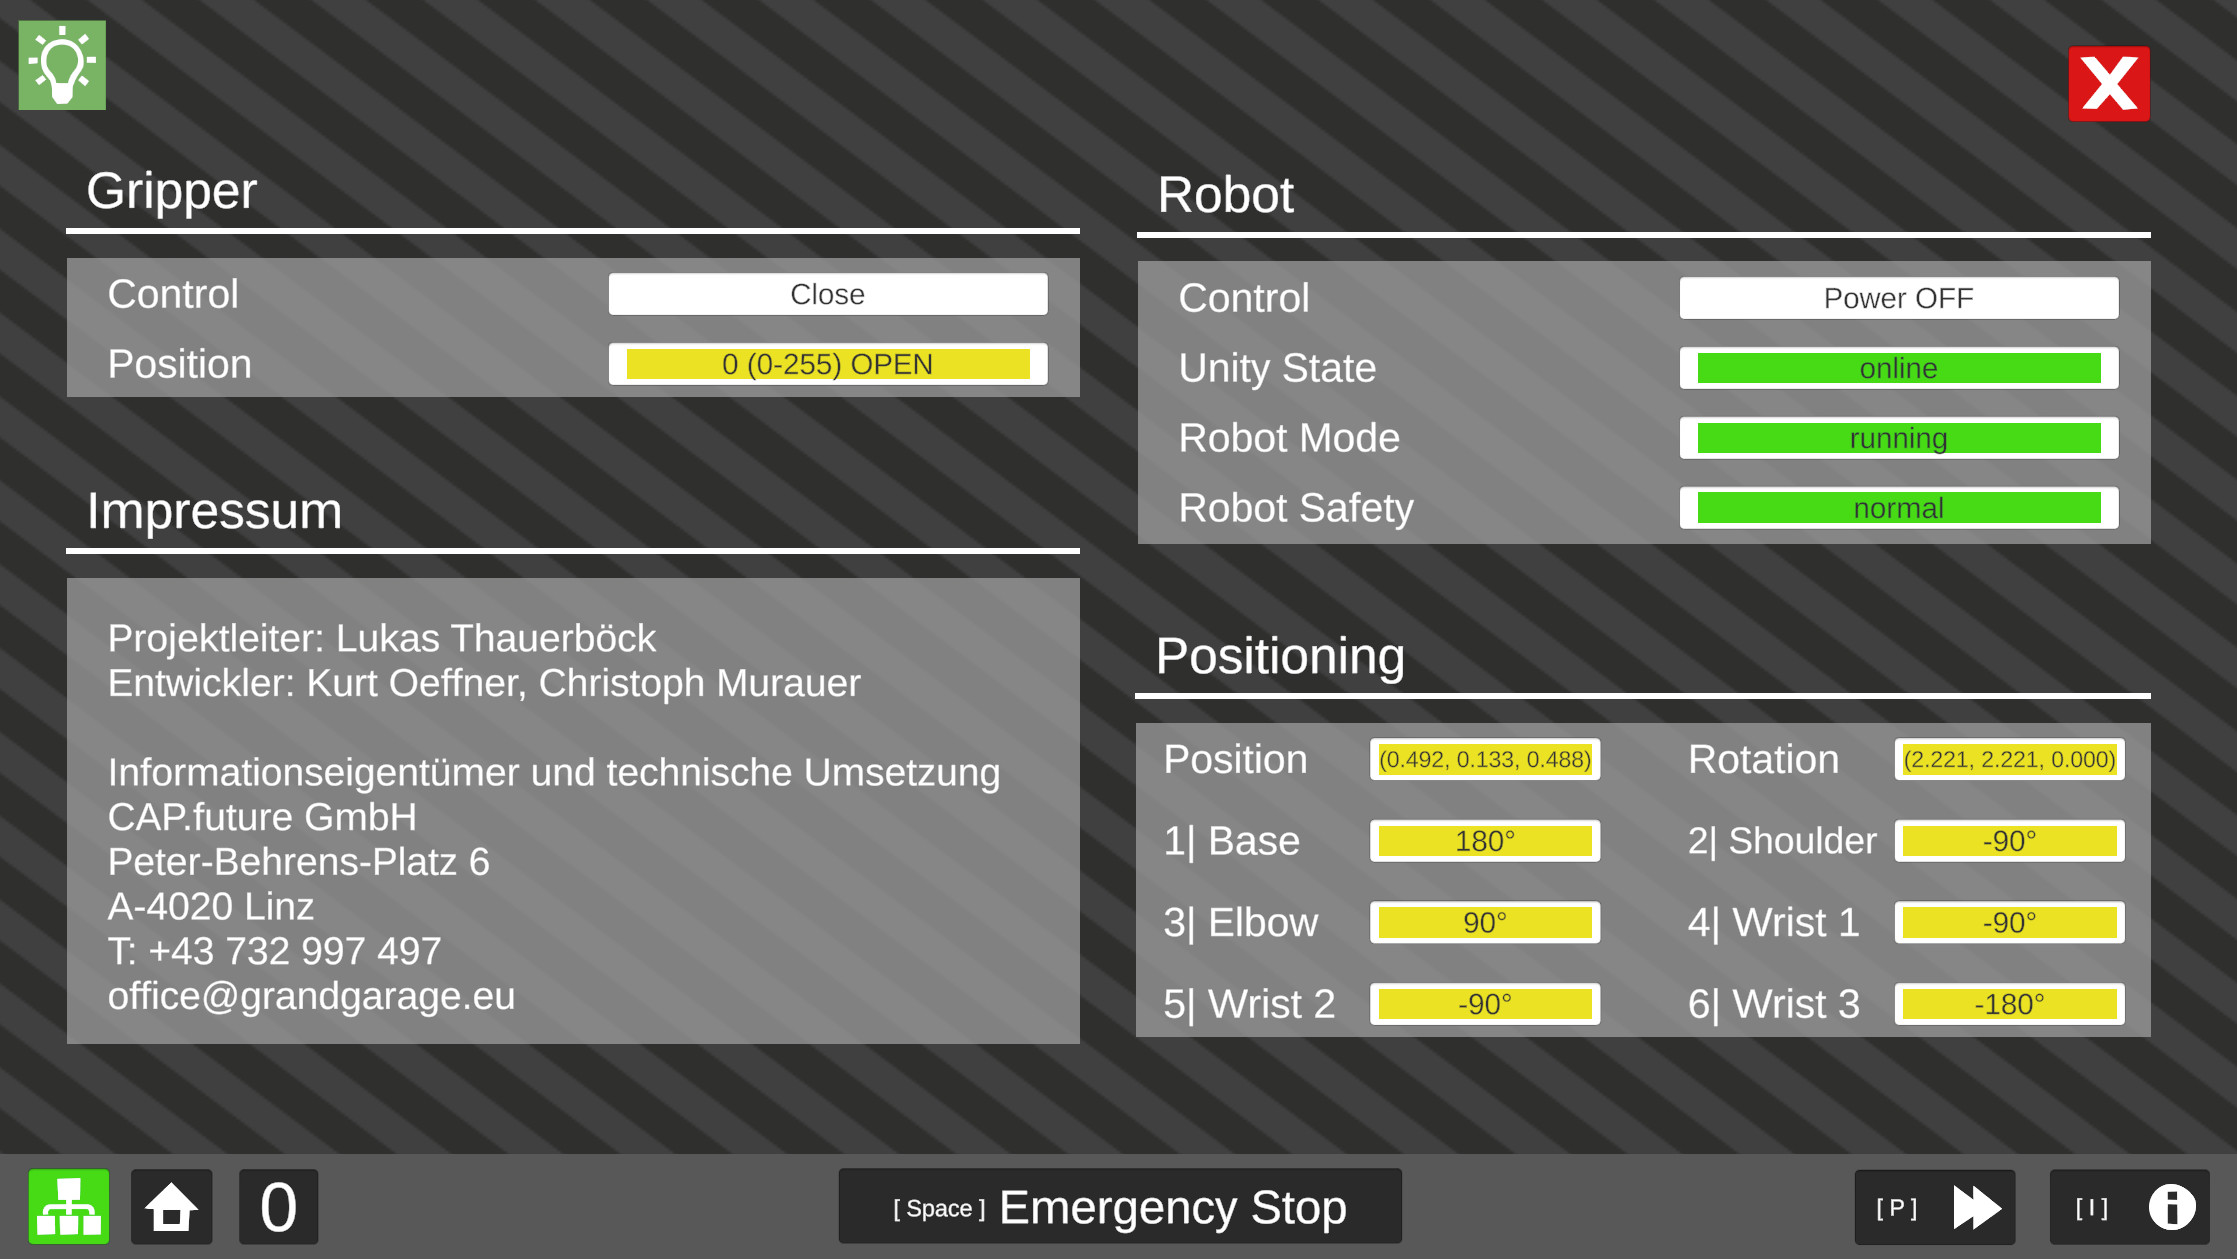 X
Gripper
Control Close
Position 0 (0-255) OPEN
Impressum
Projektleiter: Lukas Thauerböck
Entwickler: Kurt Oeffner, Christoph Murauer
Informationseigentümer und technische Umsetzung
CAP.future GmbH
Peter-Behrens-Platz 6
A-4020 Linz
T: +43 732 997 497
office@grandgarage.eu
Robot
Control Power OFF
Unity State online
Robot Mode running
Robot Safety normal
Positioning
Position (0.492, 0.133, 0.488) Rotation (2.221, 2.221, 0.000)
1| Base 180° 2| Shoulder -90°
3| Elbow 90° 4| Wrist 1 -90°
5| Wrist 2 -90° 6| Wrist 3 -180°
0 [ Space ] Emergency Stop [ P ] [ I ]